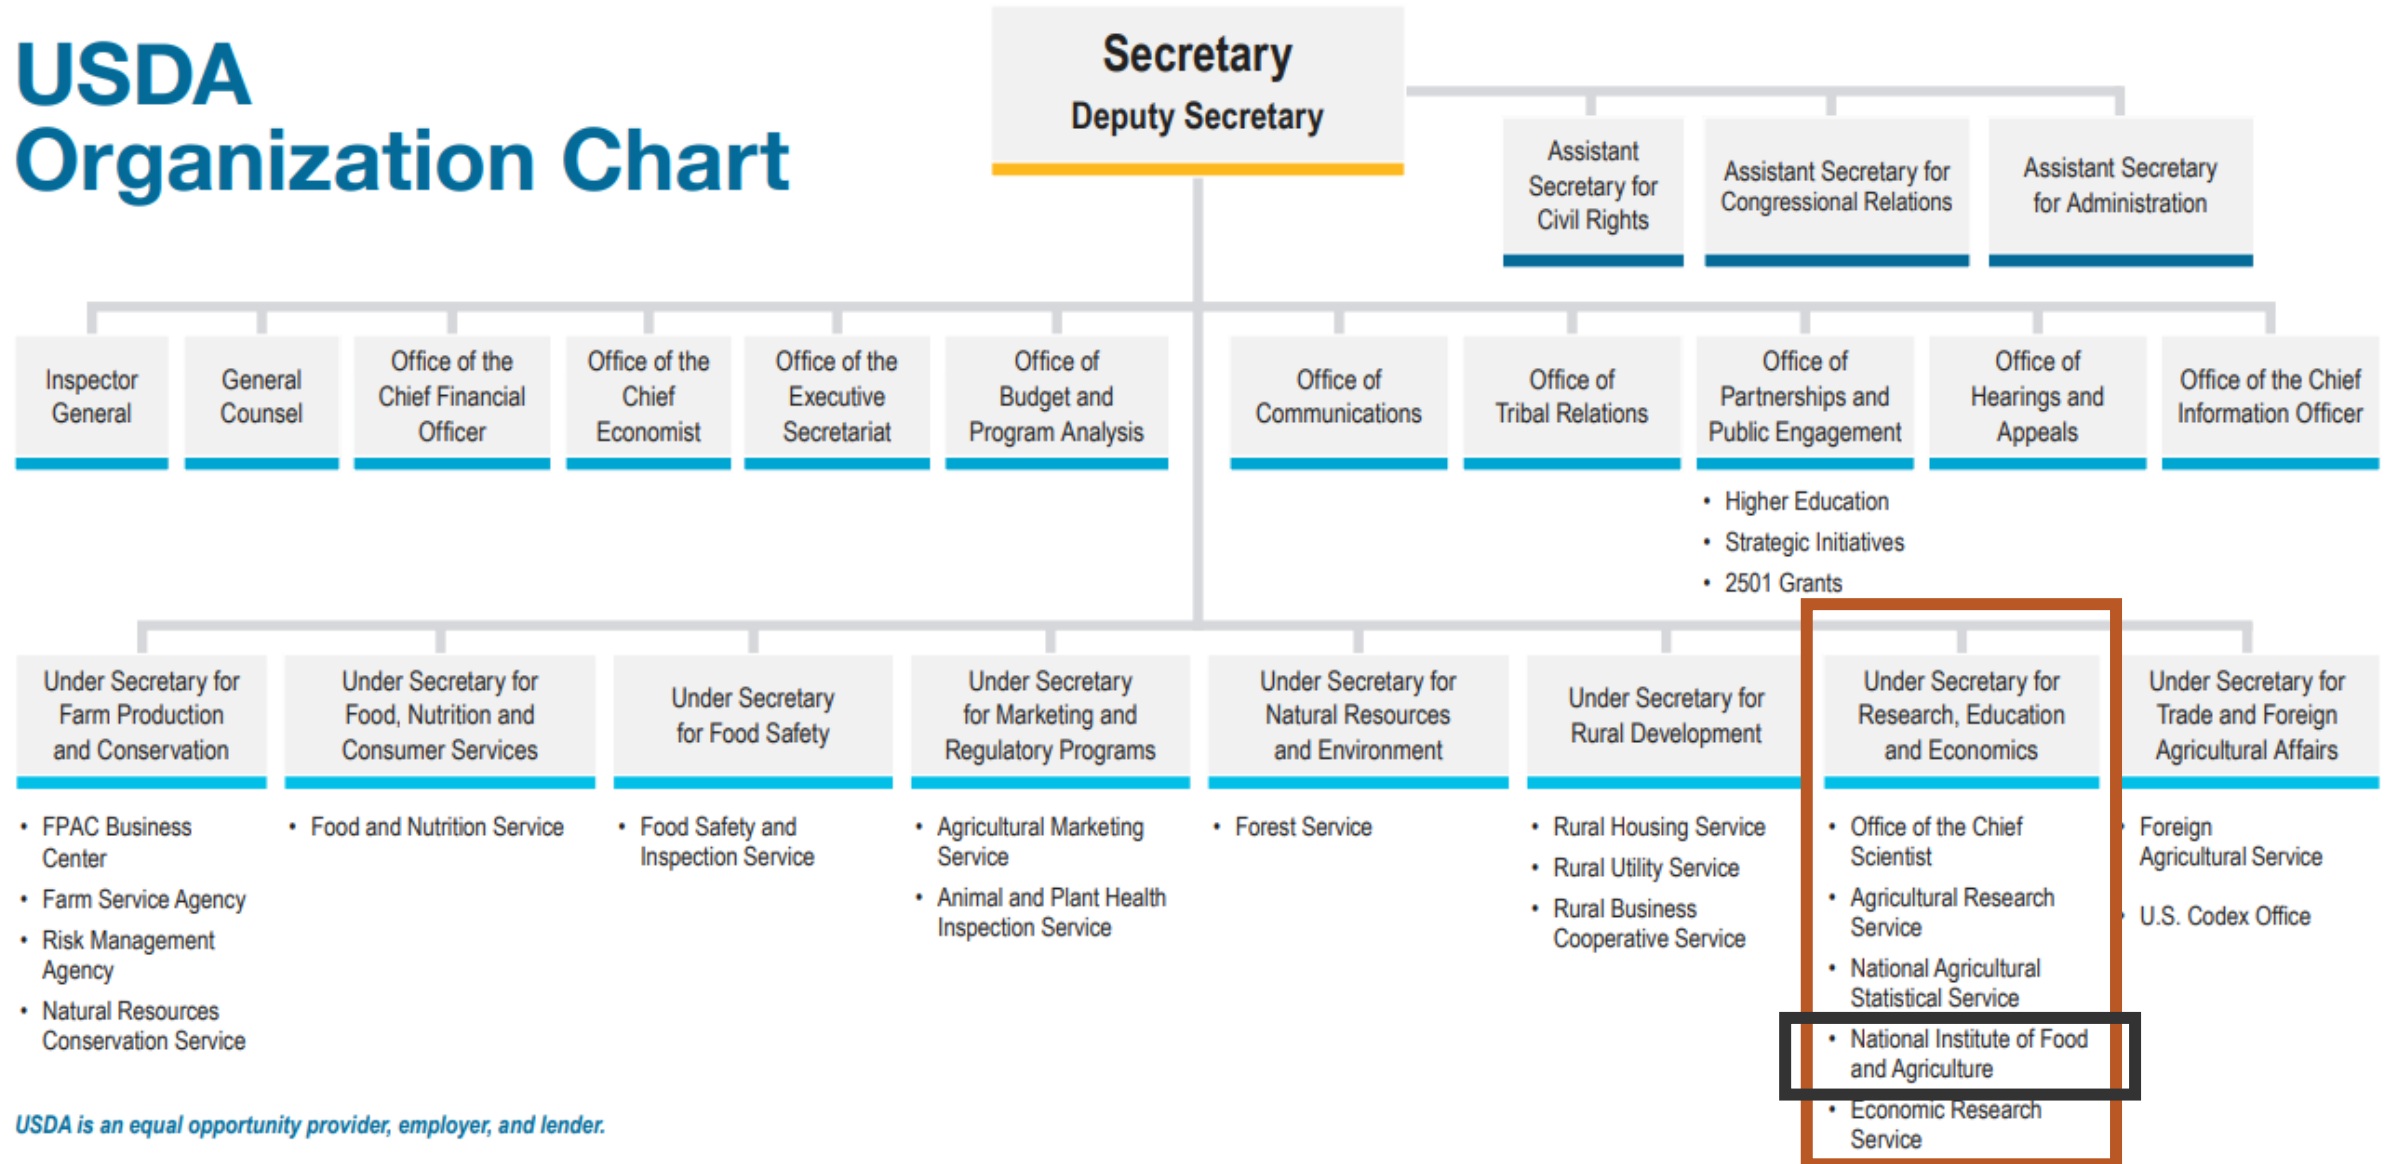 USDA
Organization Chart
Secretary
Deputy Secretary
Assistant
Secretary for
Civil Rights
Assistant Secretary for
Congressional Relations
Assistant Secretary
for Administration
Inspector
General
General
Counsel
Office of the
Chief Financial
Officer
Office of the
Chief
Economist
Office of the
Executive
Secretariat
Office of
Budget and
Program Analysis
Office of
Communications
Office of
Tribal Relations
Office of
Partnerships and
Public Engagement
• Higher Education
• Strategic Initiatives
• 2501 Grants
Office of
Hearings and
Appeals
Office of the Chief
Information Officer
Under Secretary for
Farm Production
and Conservation
• FPAC Business
Center
• Farm Service Agency
• Risk Management
Agency
• Natural Resources
Conservation Service
Under Secretary for
Food, Nutrition and
Consumer Services
• Food and Nutrition Service
Under Secretary
for Food Safety
• Food Safety and
Inspection Service
Under Secretary
for Marketing and
Regulatory Programs
• Agricultural Marketing
Service
• Animal and Plant Health
Inspection Service
Under Secretary for
Natural Resources
and Environment
• Forest Service
Under Secretary for
Rural Development
• Rural Housing Service
• Rural Utility Service
• Rural Business
Cooperative Service
Under Secretary for
Research, Education
and Economics
• Office of the Chief
Scientist
• Agricultural Research
Service
• National Agricultural
Statistical Service
• National Institute of Food
and Agriculture
• Economic Research
Service
Under Secretary for
Trade and Foreign
Agricultural Affairs
• Foreign
Agricultural Service
• U.S. Codex Office
USDA is an equal opportunity provider, employer, and lender.